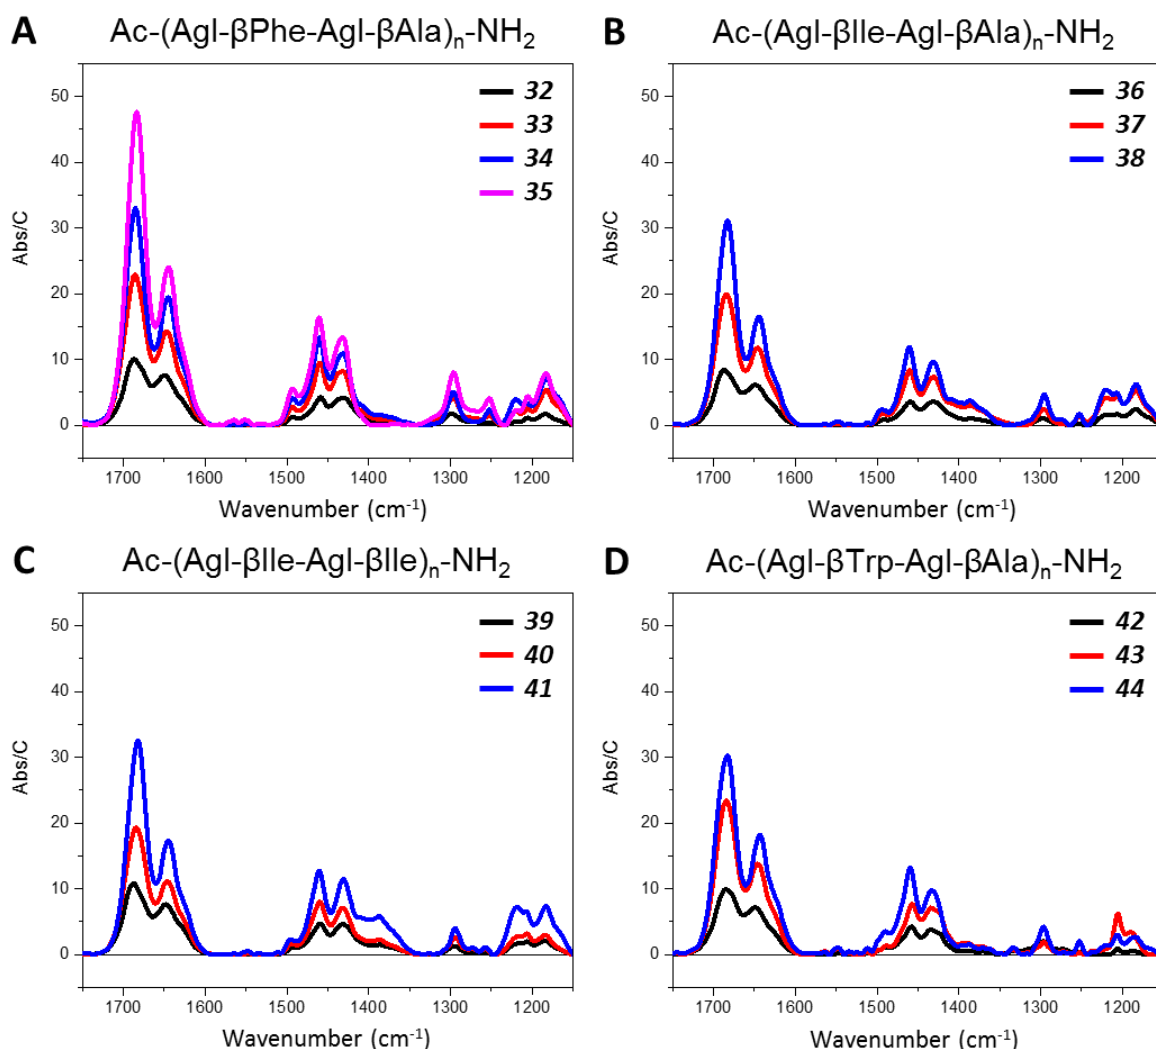 A Ac-(Agl-βPhe-Agl-βAla)n-NH2
32
33
34
35
50
40
30
20
10
0
Abs/C
1700 1600 1500 1400 1300 1200
Wavenumber (cm-1)
B Ac-(Agl-βIle-Agl-βAla)n-NH2
36
37
38
50
40
30
20
10
0
Abs/C
1700 1600 1500 1400 1300 1200
Wavenumber (cm-1)
C Ac-(Agl-βIle-Agl-βIle)n-NH2
39
40
41
50
40
30
20
10
0
Abs/C
1700 1600 1500 1400 1300 1200
Wavenumber (cm-1)
D Ac-(Agl-βTrp-Agl-βAla)n-NH2
42
43
44
50
40
30
20
10
0
Abs/C
1700 1600 1500 1400 1300 1200
Wavenumber (cm-1)